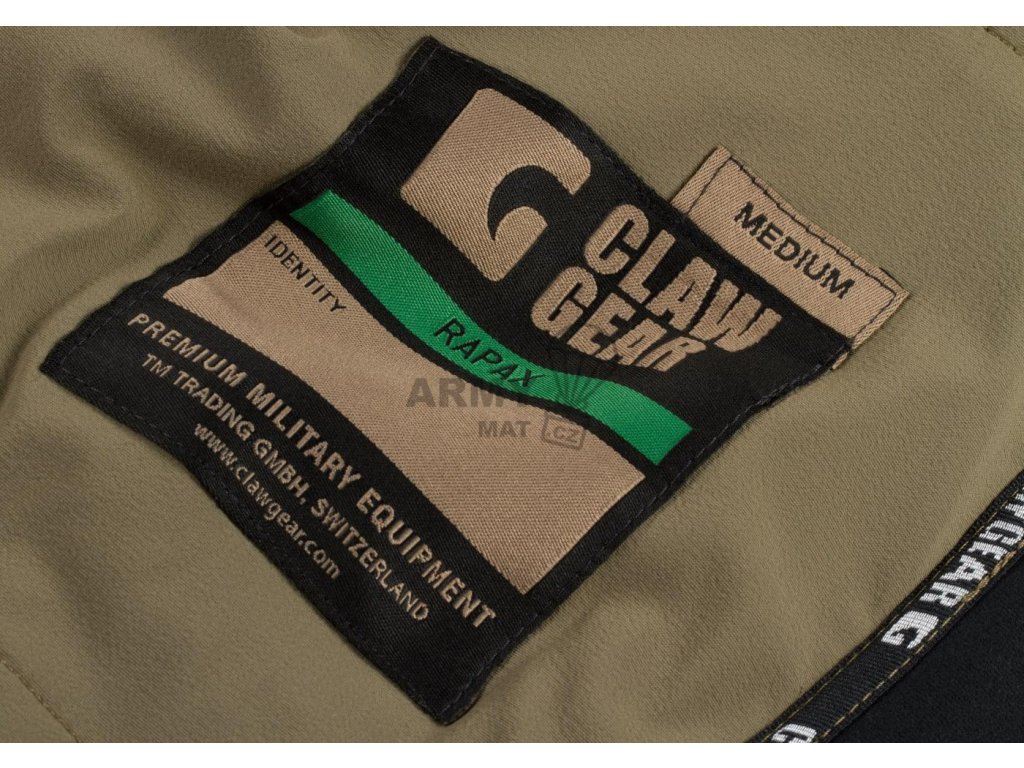 CLAW
GEAR
MEDIUM
RAPAX
IDENTITY
PREMIUM MILITARY EQUIPMENT
TM TRADING GMBH, SWITZERLAND
www.clawgear.com
ARMY
MAT CZ
GEAR